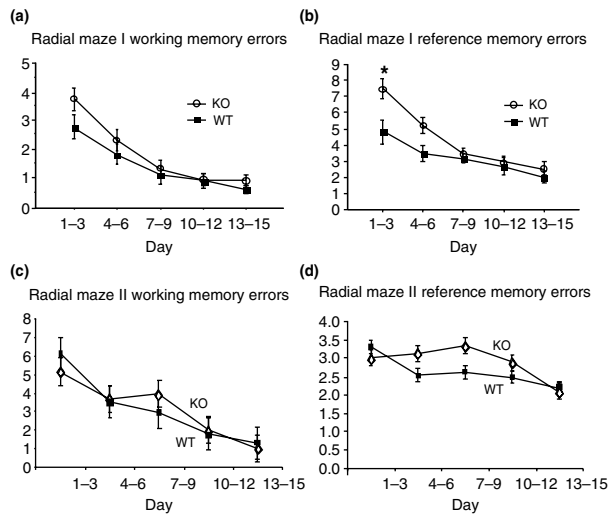 (a)
Radial maze I working memory errors
5
4
3
2
1
0
KO
WT
1–3 4–6 7–9 10–12 13–15
Day
(b)
Radial maze I reference memory errors
9
8
7
6
5
4
3
2
1
0
*
KO
WT
1–3 4–6 7–9 10–12 13–15
Day
(c)
Radial maze II working memory errors
8
7
6
5
4
3
2
1
0
KO
WT
1–3 4–6 7–9 10–12 13–15
Day
(d)
Radial maze II reference memory errors
4.0
3.5
3.0
2.5
2.0
1.5
1.0
0.5
0.0
KO
WT
1–3 4–6 7–9 10–12 13–15
Day